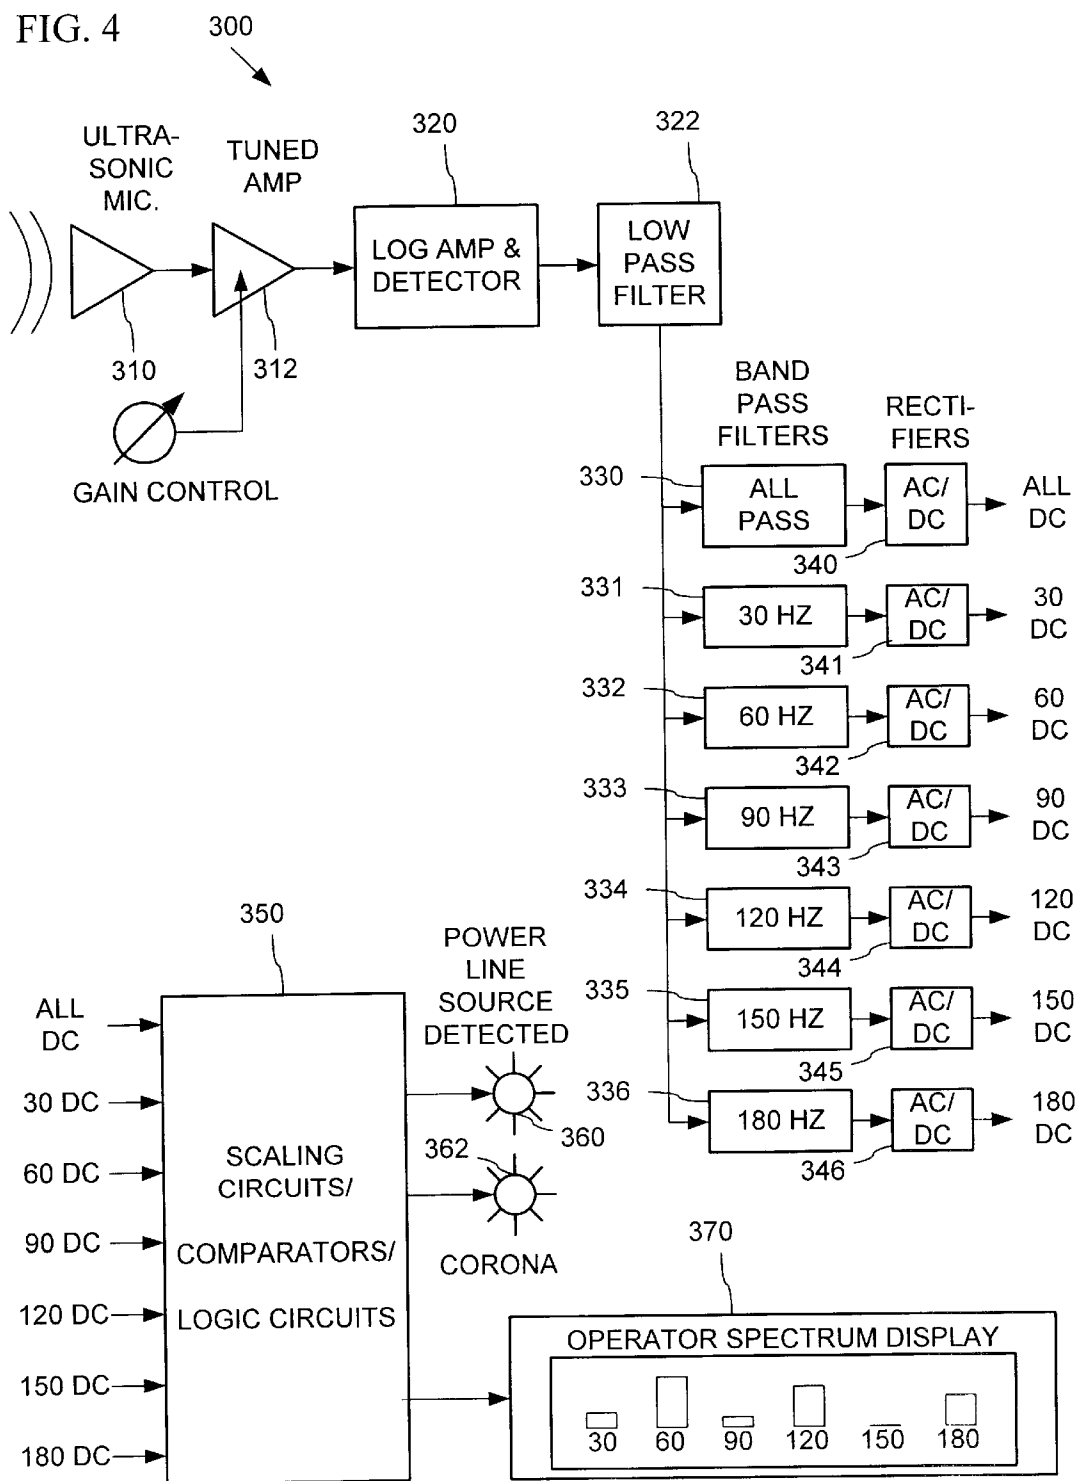 FIG. 4
300
ULTRA-
SONIC
MIC.
TUNED
AMP
320
322
LOG AMP &
DETECTOR
LOW
PASS
FILTER
310
312
GAIN CONTROL
BAND
PASS
FILTERS
RECTI-
FIERS
330
ALL
PASS
AC/
DC
340
ALL
DC
331
30 HZ
AC/
DC
341
30
DC
332
60 HZ
AC/
DC
342
60
DC
333
90 HZ
AC/
DC
343
90
DC
334
120 HZ
AC/
DC
344
120
DC
335
150 HZ
AC/
DC
345
150
DC
336
180 HZ
AC/
DC
346
180
DC
350
POWER
LINE
SOURCE
DETECTED
360
362
CORONA
ALL
DC
30 DC
60 DC
90 DC
120 DC
150 DC
180 DC
SCALING
CIRCUITS/
COMPARATORS/
LOGIC CIRCUITS
370
OPERATOR SPECTRUM DISPLAY
30 60 90 120 150 180